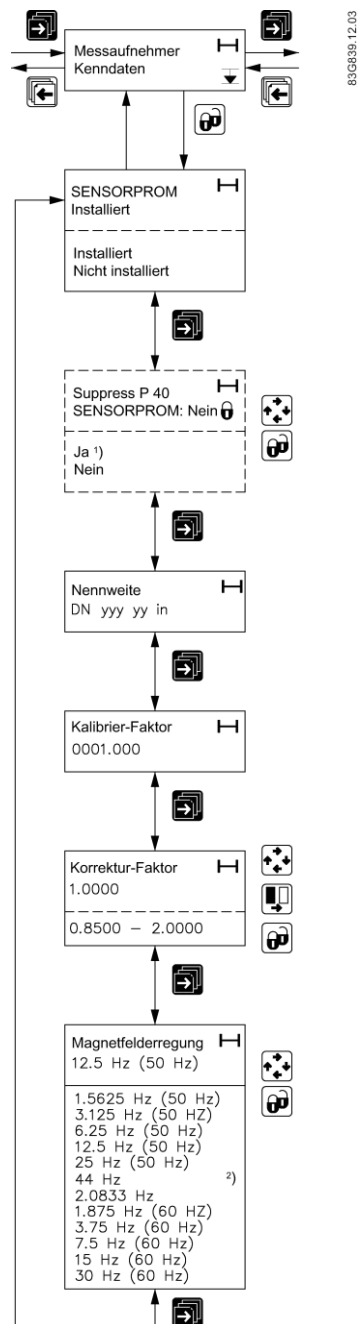 83G839.12.03
Messaufnehmer
Kenndaten
SENSORPROM
Installiert
Installiert
Nicht installiert
Suppress P 40
SENSORPROM: Nein
Ja ¹)
Nein
Nennweite
DN yyy yy in
Kalibrier-Faktor
0001.000
Korrektur-Faktor
1.0000
0.8500 – 2.0000
Magnetfelderregung
12.5 Hz (50 Hz)
1.5625 Hz (50 Hz)
3.125 Hz (50 HZ)
6.25 Hz (50 Hz)
12.5 Hz (50 Hz)
25 Hz (50 Hz)
44 Hz ²)
2.0833 Hz
1.875 Hz (60 HZ)
3.75 Hz (60 Hz)
7.5 Hz (60 Hz)
15 Hz (60 Hz)
30 Hz (60 Hz)